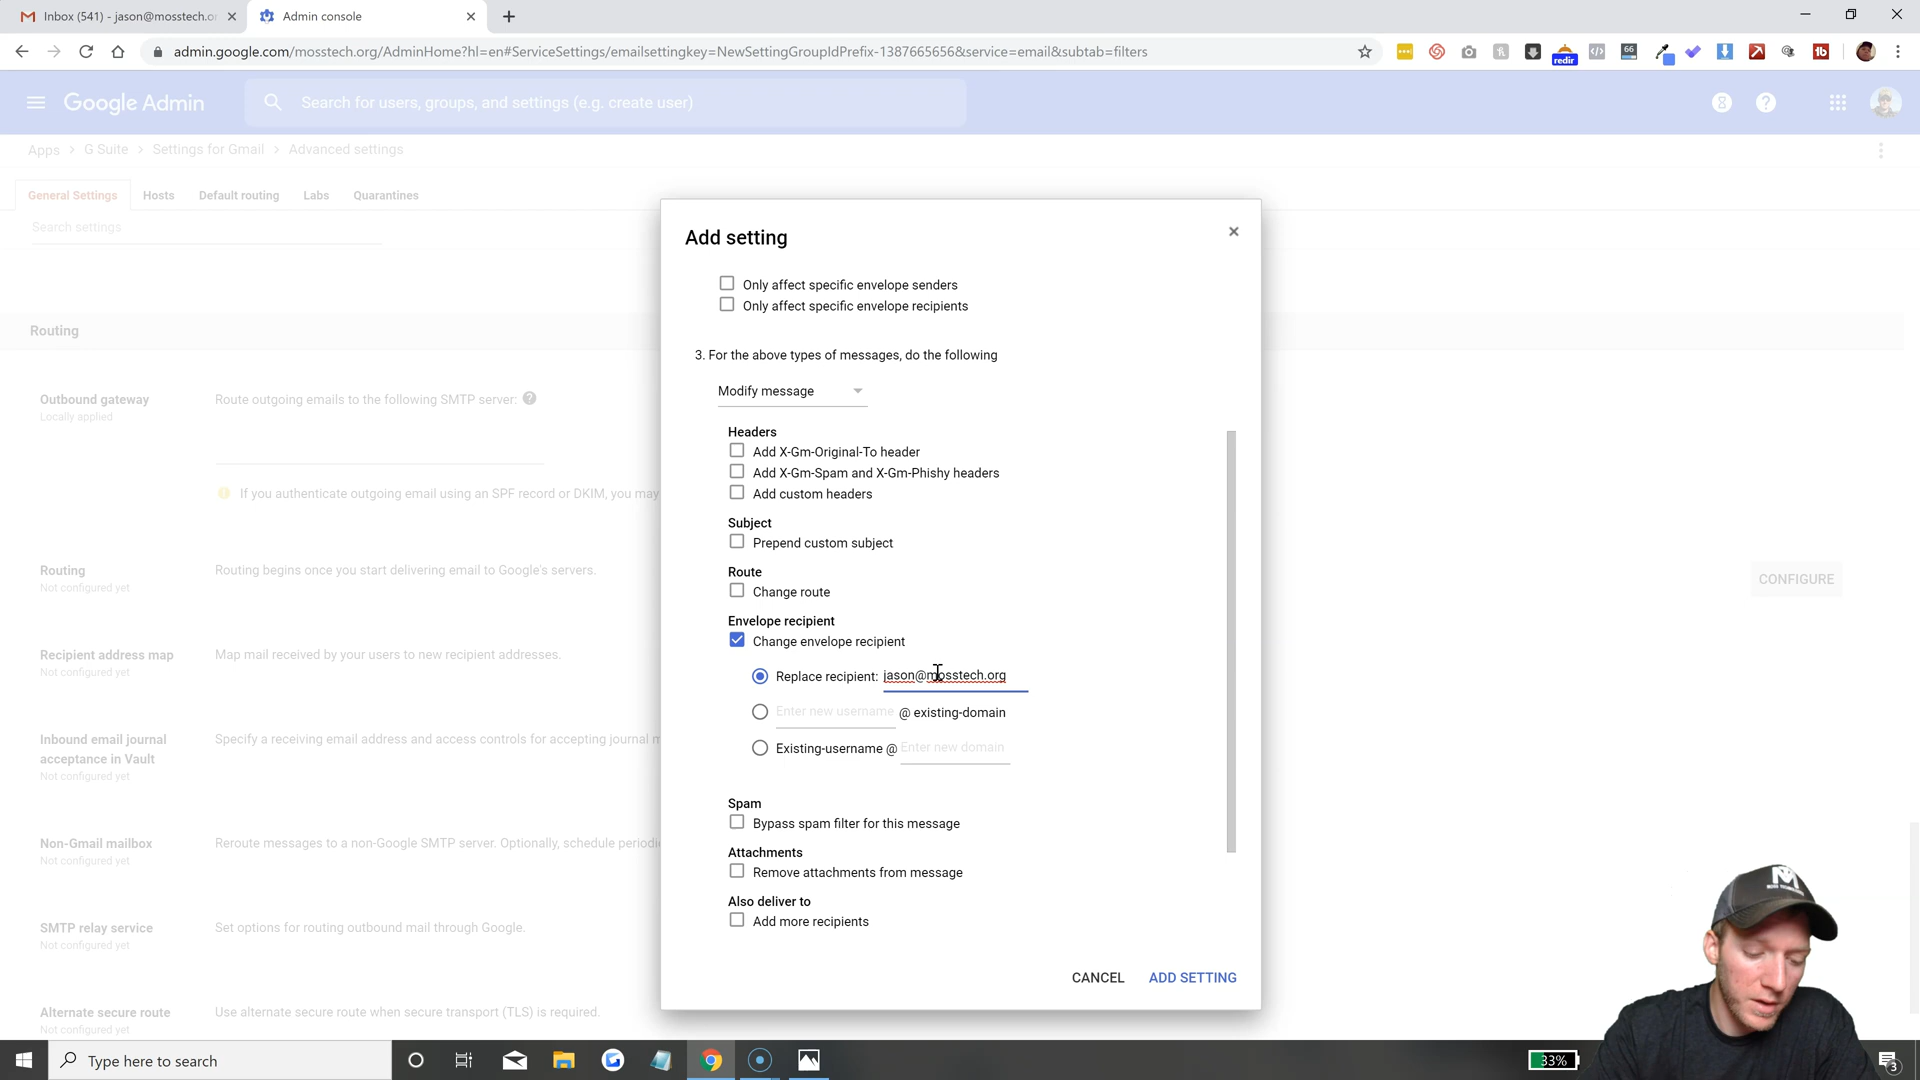 Inbox (541) - jason@mosstech.or
Admin console
admin.google.com/mosstech.org/AdminHome?hl=en#ServiceSettings/emailsettingkey=NewSettingGroupIdPrefix-1387665656&service=email&subtab=filters
66
redir
tb
Google Admin
Search for users, groups, and settings (e.g. create user)
8
?
Apps > G Suite > Settings for Gmail > Advanced settings
General Settings
Hosts
Default routing
Labs
Quarantines
Search settings
Routing
Outbound gateway
Locally applied
Route outgoing emails to the following SMTP server:
If you authenticate outgoing email using an SPF record or DKIM, you may
Routing
Not configured yet
Routing begins once you start delivering email to Google's servers.
CONFIGURE
Recipient address map
Not configured yet
Map mail received by your users to new recipient addresses.
Inbound email journal
acceptance in Vault
Not configured yet
Specify a receiving email address and access controls for accepting journal m
Non-Gmail mailbox
Not configured yet
Reroute messages to a non-Google SMTP server. Optionally, schedule periodi
SMTP relay service
Not configured yet
Set options for routing outbound mail through Google.
Alternate secure route
Not configured yet
Use alternate secure route when secure transport (TLS) is required.
Add setting
Only affect specific envelope senders
Only affect specific envelope recipients
3. For the above types of messages, do the following
Modify message
Headers
Add X-Gm-Original-To header
Add X-Gm-Spam and X-Gm-Phishy headers
Add custom headers
Subject
Prepend custom subject
Route
Change route
Envelope recipient
Change envelope recipient
Replace recipient: jason@mosstech.org
Enter new username @ existing-domain
Existing-username @ Enter new domain
Spam
Bypass spam filter for this message
Attachments
Remove attachments from message
Also deliver to
Add more recipients
CANCEL
ADD SETTING
Type here to search
33%
3